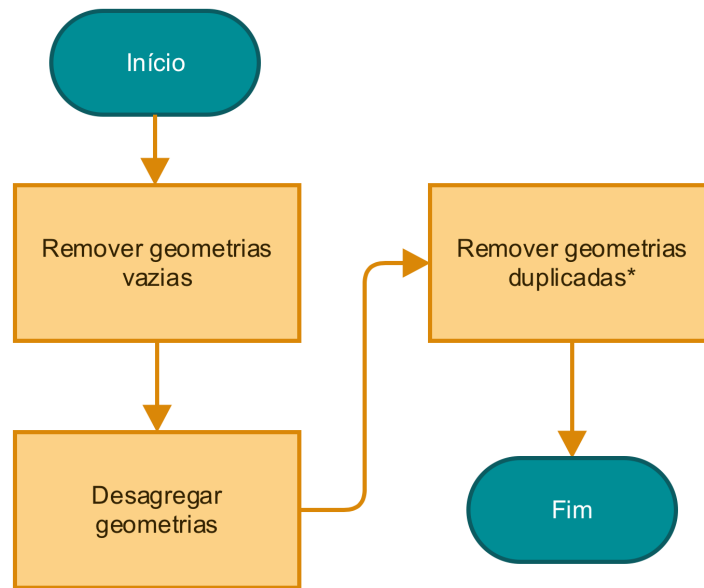 Início
Remover geometrias
vazias
Desagregar
geometrias
Remover geometrias
duplicadas*
Fim